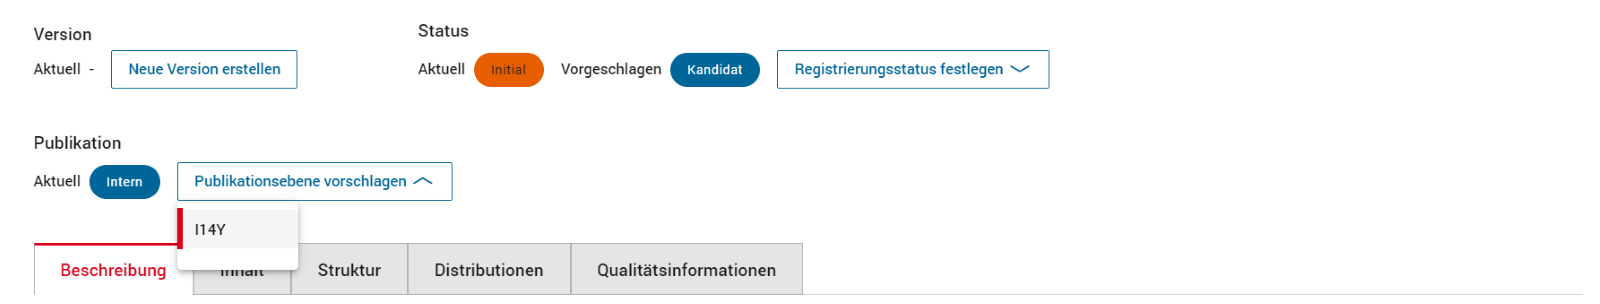 Version
Aktuell - Neue Version erstellen
Status
Aktuell Initial Vorgeschlagen Kandidat Registrierungsstatus festlegen
Publikation
Aktuell Intern Publikationsebene vorschlagen
I14Y
Beschreibung Inhalt Struktur Distributionen Qualitätsinformationen